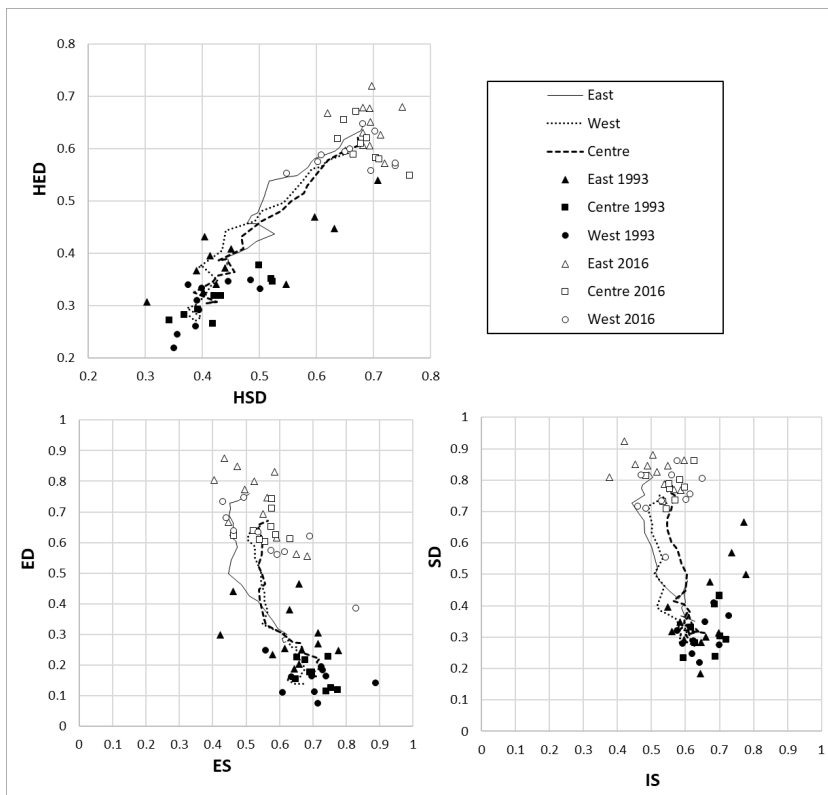 0.8
0.7
0.6
0.5
0.4
0.3
0.2
HED
0.2 0.3 0.4 0.5 0.6 0.7 0.8
HSD
East
West
Centre
East 1993
Centre 1993
West 1993
East 2016
Centre 2016
West 2016
1
0.9
0.8
0.7
0.6
0.5
0.4
0.3
0.2
0.1
0
ED
0 0.1 0.2 0.3 0.4 0.5 0.6 0.7 0.8 0.9 1
ES
1
0.9
0.8
0.7
0.6
0.5
0.4
0.3
0.2
0.1
0
SD
0 0.1 0.2 0.3 0.4 0.5 0.6 0.7 0.8 0.9 1
IS